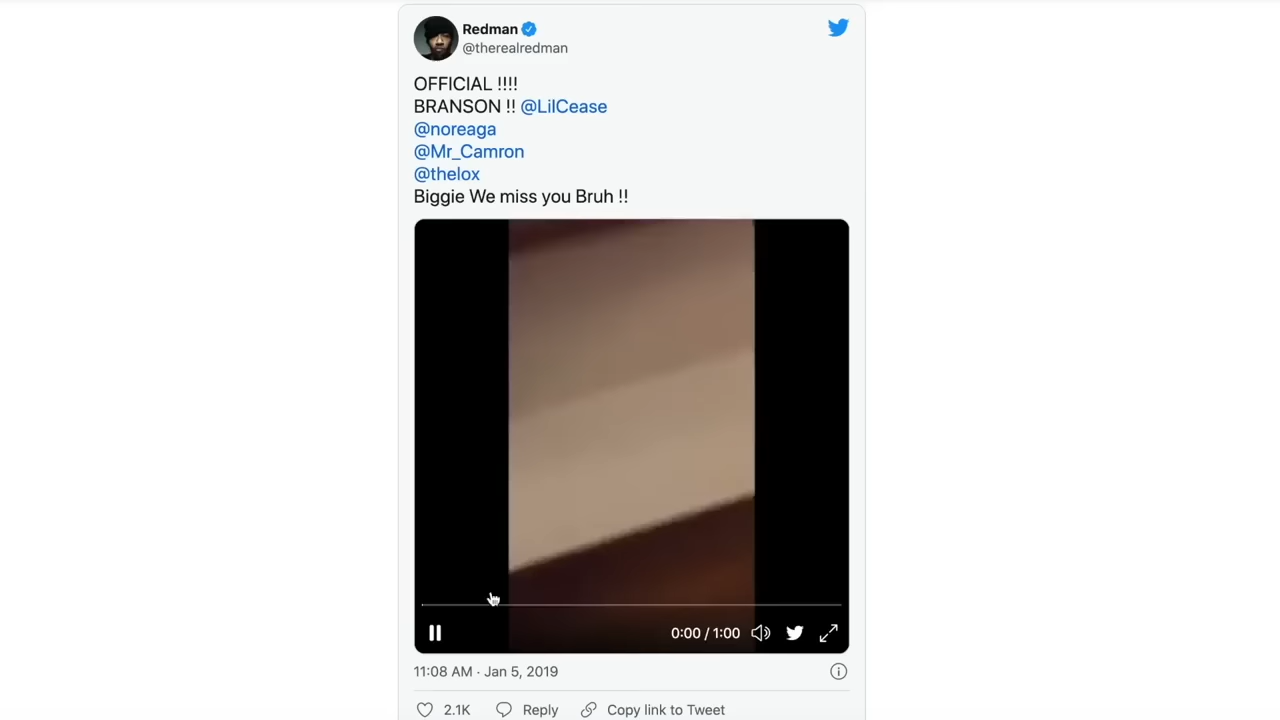 Redman
@therealredman
OFFICIAL !!!!
BRANSON !! @LilCease
@noreaga
@Mr_Camron
@thelox
Biggie We miss you Bruh !!
0:00 / 1:00
11:08 AM · Jan 5, 2019
2.1K Reply Copy link to Tweet